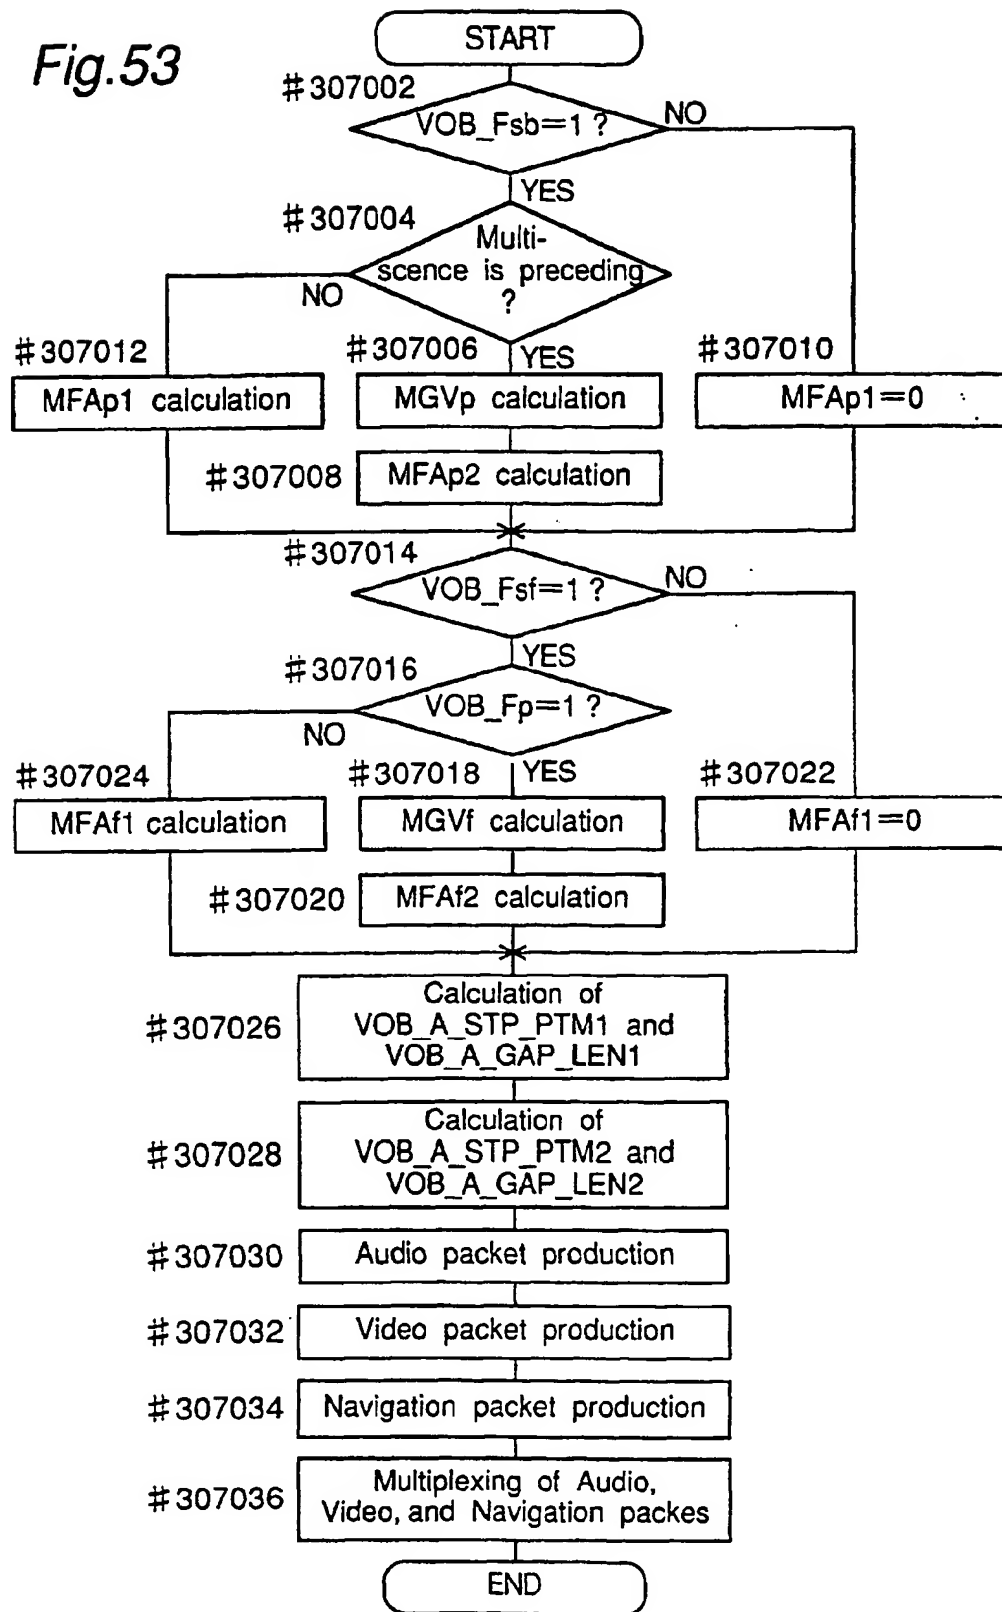 Fig.53
START
#307002
VOB_Fsb=1 ?
NO
YES
#307004
Multi-
scence is preceding
?
NO
YES
#307012
#307006
#307010
MFAp1 calculation
MGVp calculation
MFAp1=0
#307008
MFAp2 calculation
#307014
VOB_Fsf=1 ?
NO
YES
#307016
VOB_Fp=1 ?
NO
YES
#307024
#307018
#307022
MFAf1 calculation
MGVf calculation
MFAf1=0
#307020
MFAf2 calculation
#307026
Calculation of
VOB_A_STP_PTM1 and
VOB_A_GAP_LEN1
#307028
Calculation of
VOB_A_STP_PTM2 and
VOB_A_GAP_LEN2
#307030
Audio packet production
#307032
Video packet production
#307034
Navigation packet production
#307036
Multiplexing of Audio,
Video, and Navigation packes
END